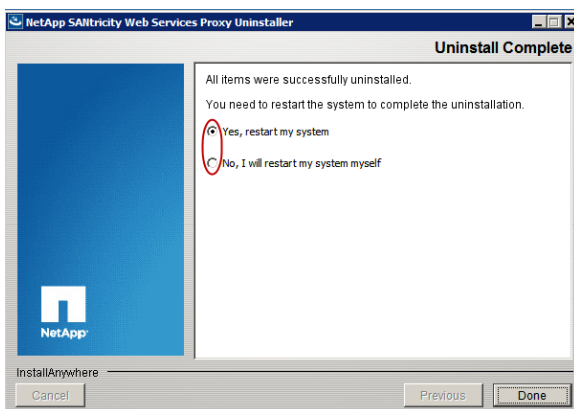 NetApp SANtricity Web Services Proxy Uninstaller
Uninstall Complete
All items were successfully uninstalled.
You need to restart the system to complete the uninstallation.
Yes, restart my system
No, I will restart my system myself
NetApp
InstallAnywhere
Cancel
Previous
Done